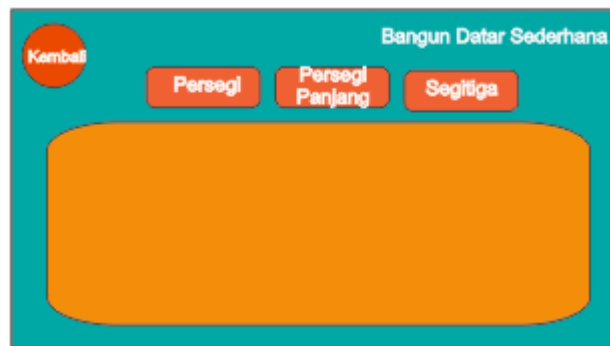 Bangun Datar Sederhana
Kembali
Persegi
Persegi
Panjang
Segitiga